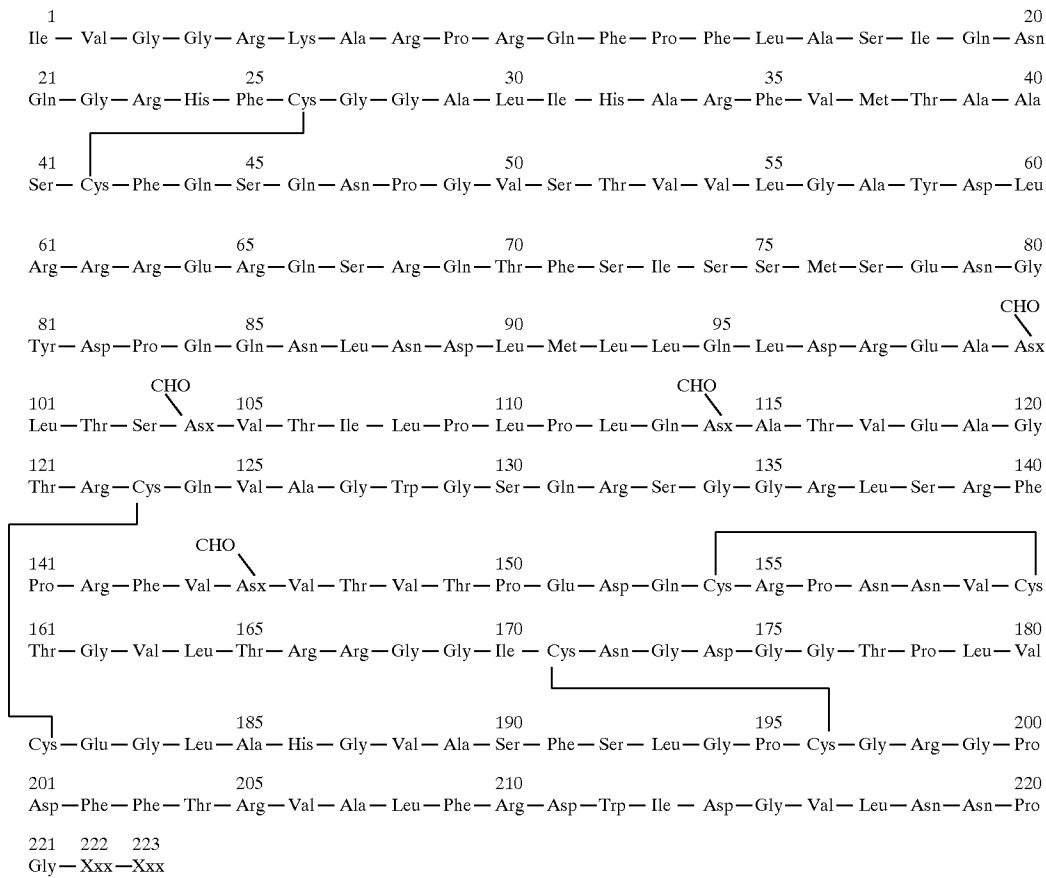 1 20
Ile — Val — Gly — Gly — Arg — Lys — Ala — Arg — Pro — Arg — Gln — Phe — Pro — Phe — Leu — Ala — Ser — Ile — Gln — Asn
21 25 30 35 40
Gln — Gly — Arg — His — Phe — Cys — Gly — Gly — Ala — Leu — Ile — His — Ala — Arg — Phe — Val — Met — Thr — Ala — Ala
41 45 50 55 60
Ser — Cys — Phe — Gln — Ser — Gln — Asn — Pro — Gly — Val — Ser — Thr — Val — Val — Leu — Gly — Ala — Tyr — Asp — Leu
61 65 70 75 80
Arg — Arg — Arg — Glu — Arg — Gln — Ser — Arg — Gln — Thr — Phe — Ser — Ile — Ser — Ser — Met — Ser — Glu — Asn — Gly
CHO
81 85 90 95
Tyr — Asp — Pro — Gln — Gln — Asn — Leu — Asn — Asp — Leu — Met — Leu — Leu — Gln — Leu — Asp — Arg — Glu — Ala — Asx
CHO CHO
101 105 110 115 120
Leu — Thr — Ser — Asx — Val — Thr — Ile — Leu — Pro — Leu — Pro — Leu — Gln — Asx — Ala — Thr — Val — Glu — Ala — Gly
121 125 130 135 140
Thr — Arg — Cys — Gln — Val — Ala — Gly — Trp — Gly — Ser — Gln — Arg — Ser — Gly — Gly — Arg — Leu — Ser — Arg — Phe
CHO
141 150 155
Pro — Arg — Phe — Val — Asx — Val — Thr — Val — Thr — Pro — Glu — Asp — Gln — Cys — Arg — Pro — Asn — Asn — Val — Cys
161 165 170 175 180
Thr — Gly — Val — Leu — Thr — Arg — Arg — Gly — Gly — Ile — Cys — Asn — Gly — Asp — Gly — Gly — Thr — Pro — Leu — Val
185 190 195 200
Cys — Glu — Gly — Leu — Ala — His — Gly — Val — Ala — Ser — Phe — Ser — Leu — Gly — Pro — Cys — Gly — Arg — Gly — Pro
201 205 210 220
Asp — Phe — Phe — Thr — Arg — Val — Ala — Leu — Phe — Arg — Asp — Trp — Ile — Asp — Gly — Val — Leu — Asn — Asn — Pro
221 222 223
Gly — Xxx — Xxx